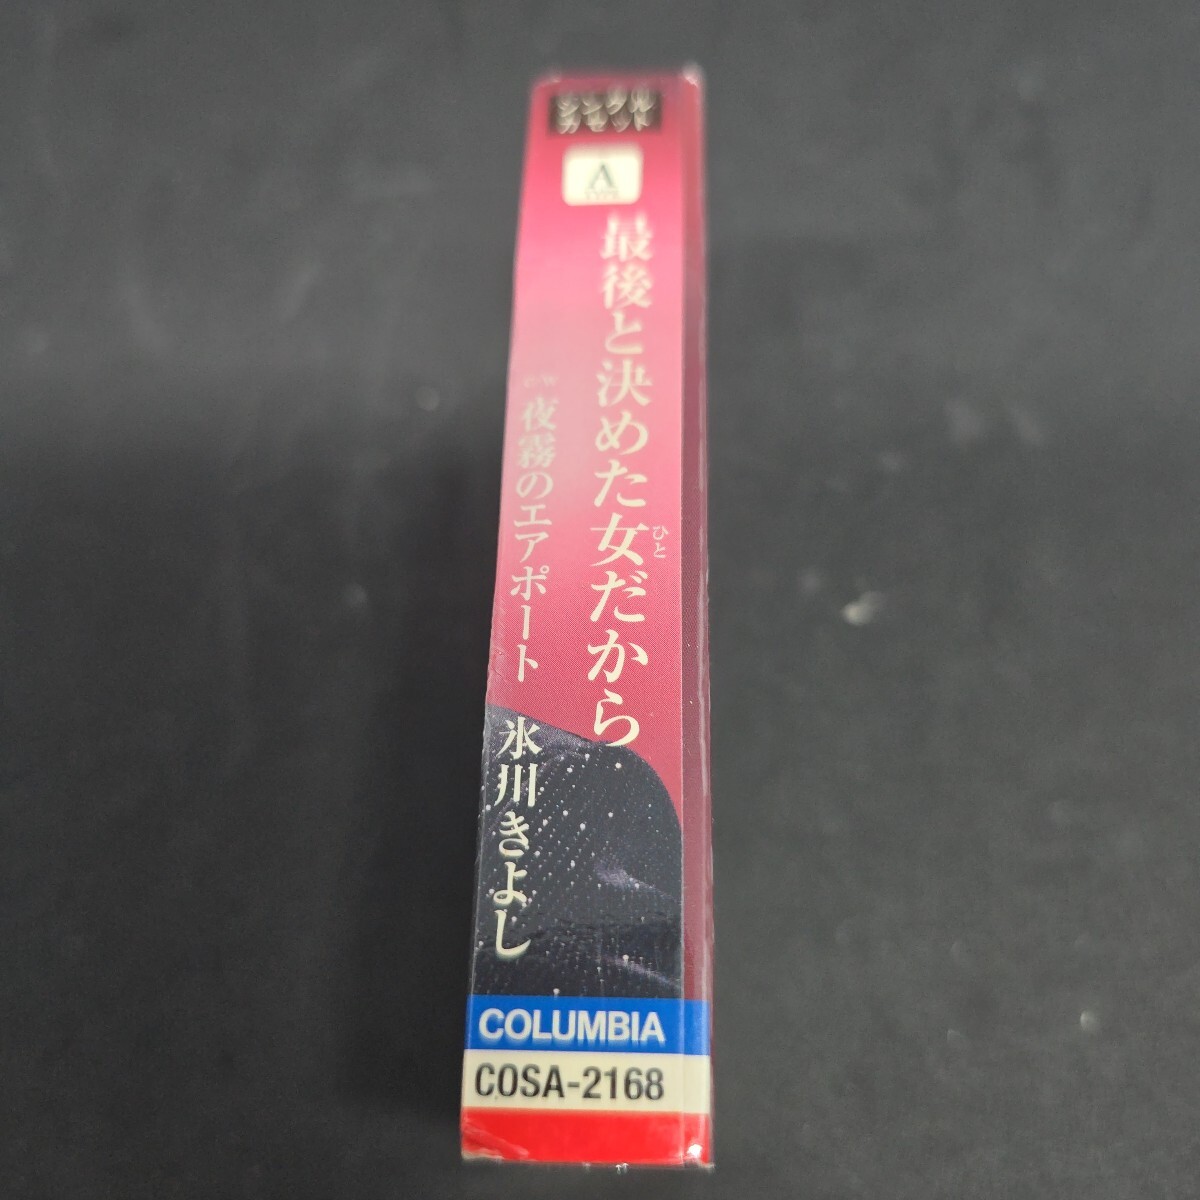 シングル
カセット
A
TYPE
最後と決めた女だから
ひと
C/W
夜霧のエアポート
氷川きよし
COLUMBIA
COSA-2168